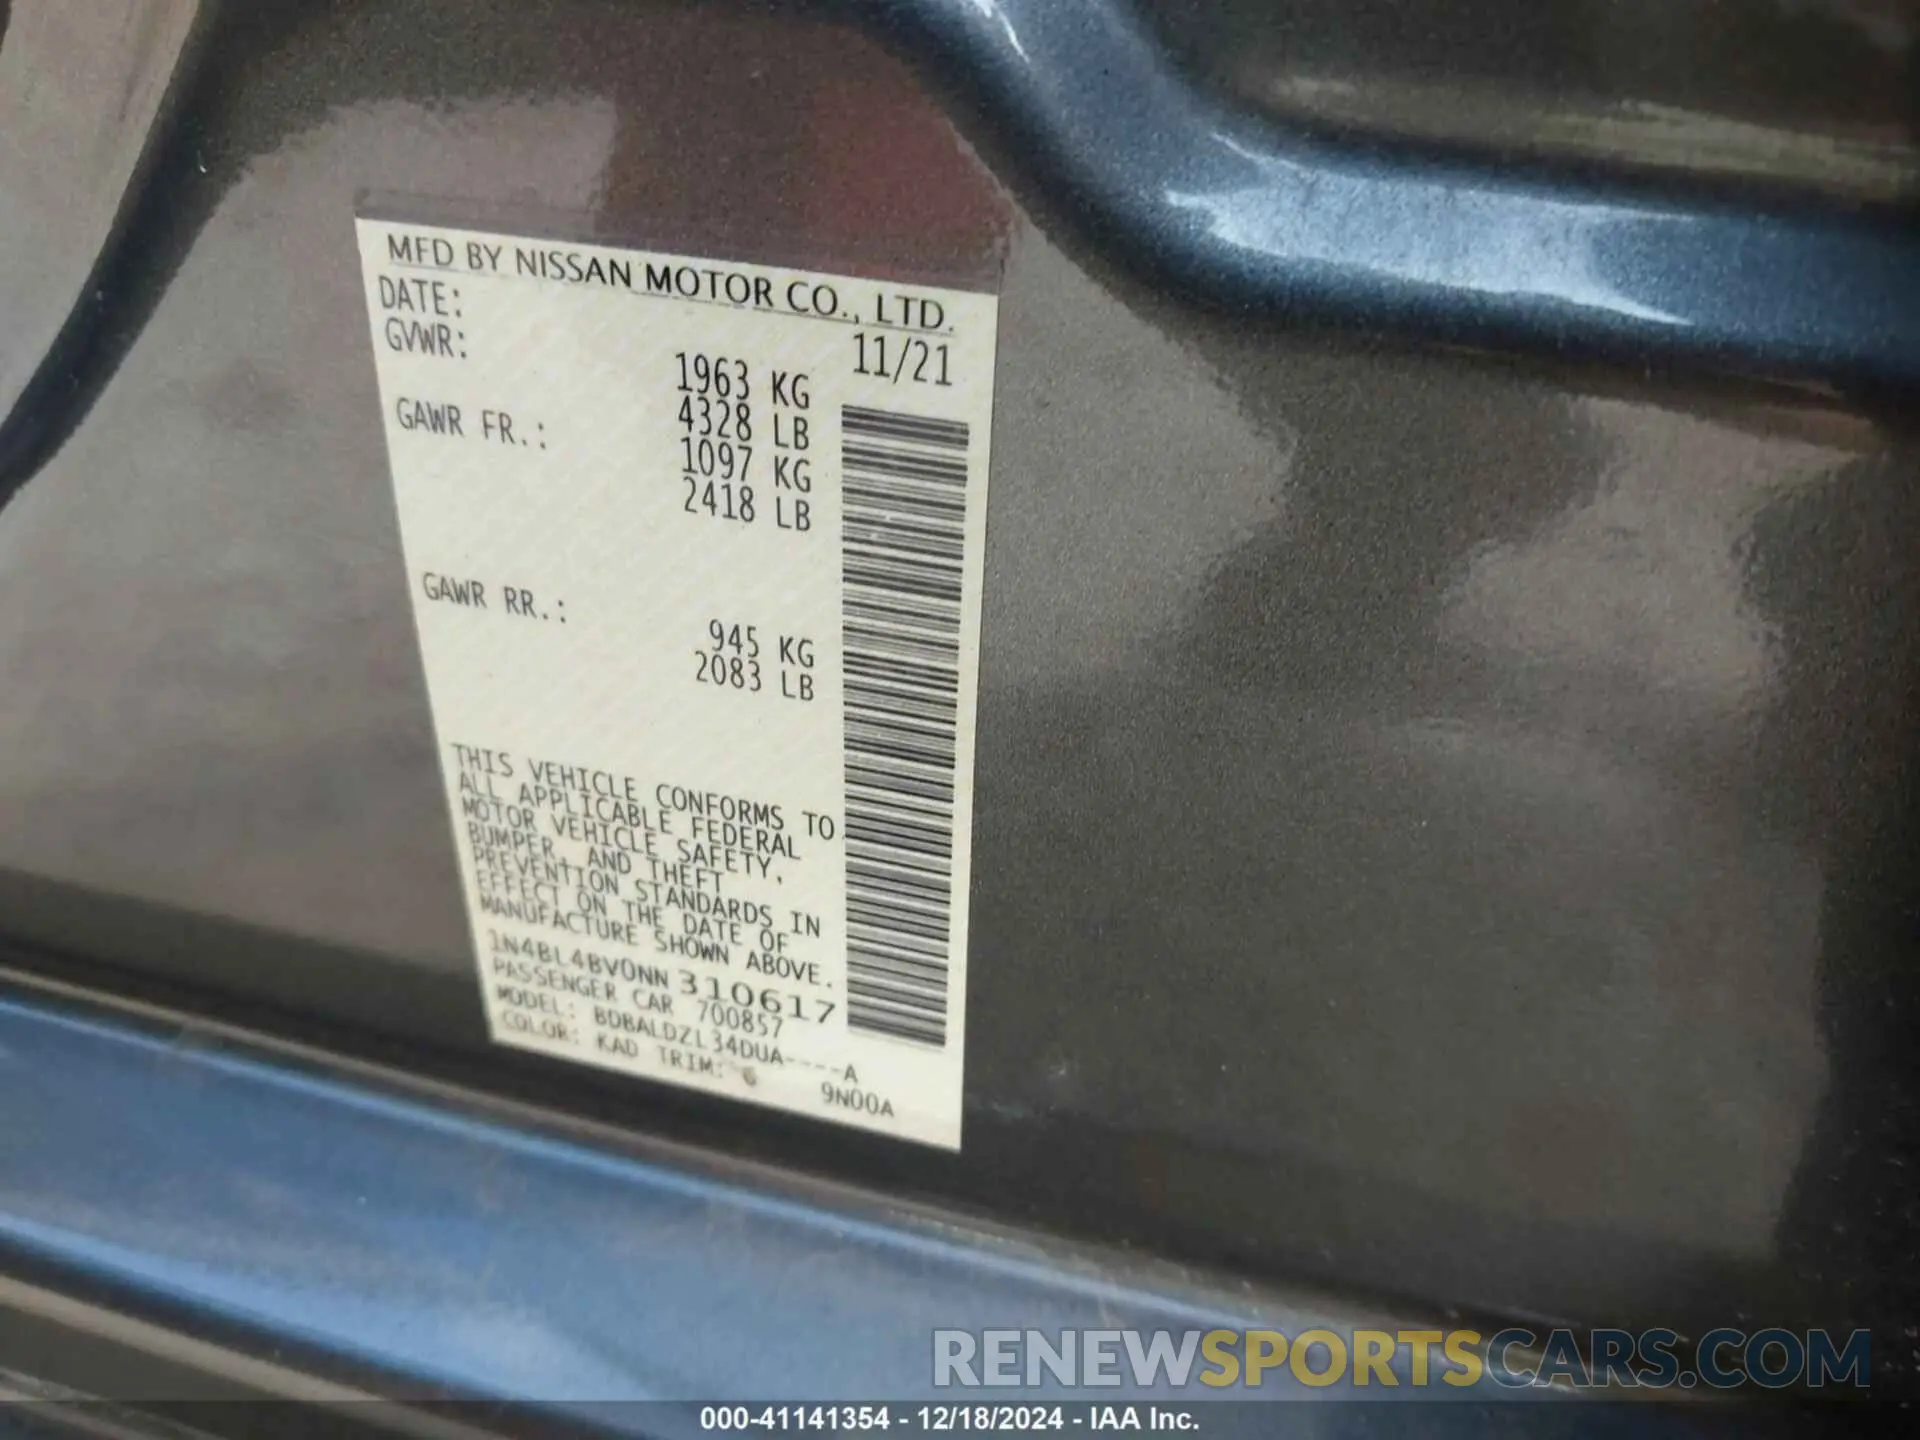 MFD BY NISSAN MOTOR CO., LTD.
DATE: 11/21
GVWR: 1963 KG
4328 LB
GAWR FR.: 1097 KG
2418 LB
GAWR RR.: 945 KG
2083 LB
THIS VEHICLE CONFORMS TO
ALL APPLICABLE FEDERAL
MOTOR VEHICLE SAFETY,
BUMPER, AND THEFT
PREVENTION STANDARDS IN
EFFECT ON THE DATE OF
MANUFACTURE SHOWN ABOVE.
1N4BL4BV0NN310617
PASSENGER CAR 700857
MODEL: BDBALDZL34DUA----A
COLOR: KAD TRIM: G 9N00A
RENEWSPORTSCARS.COM
000-41141354 - 12/18/2024 - IAA Inc.